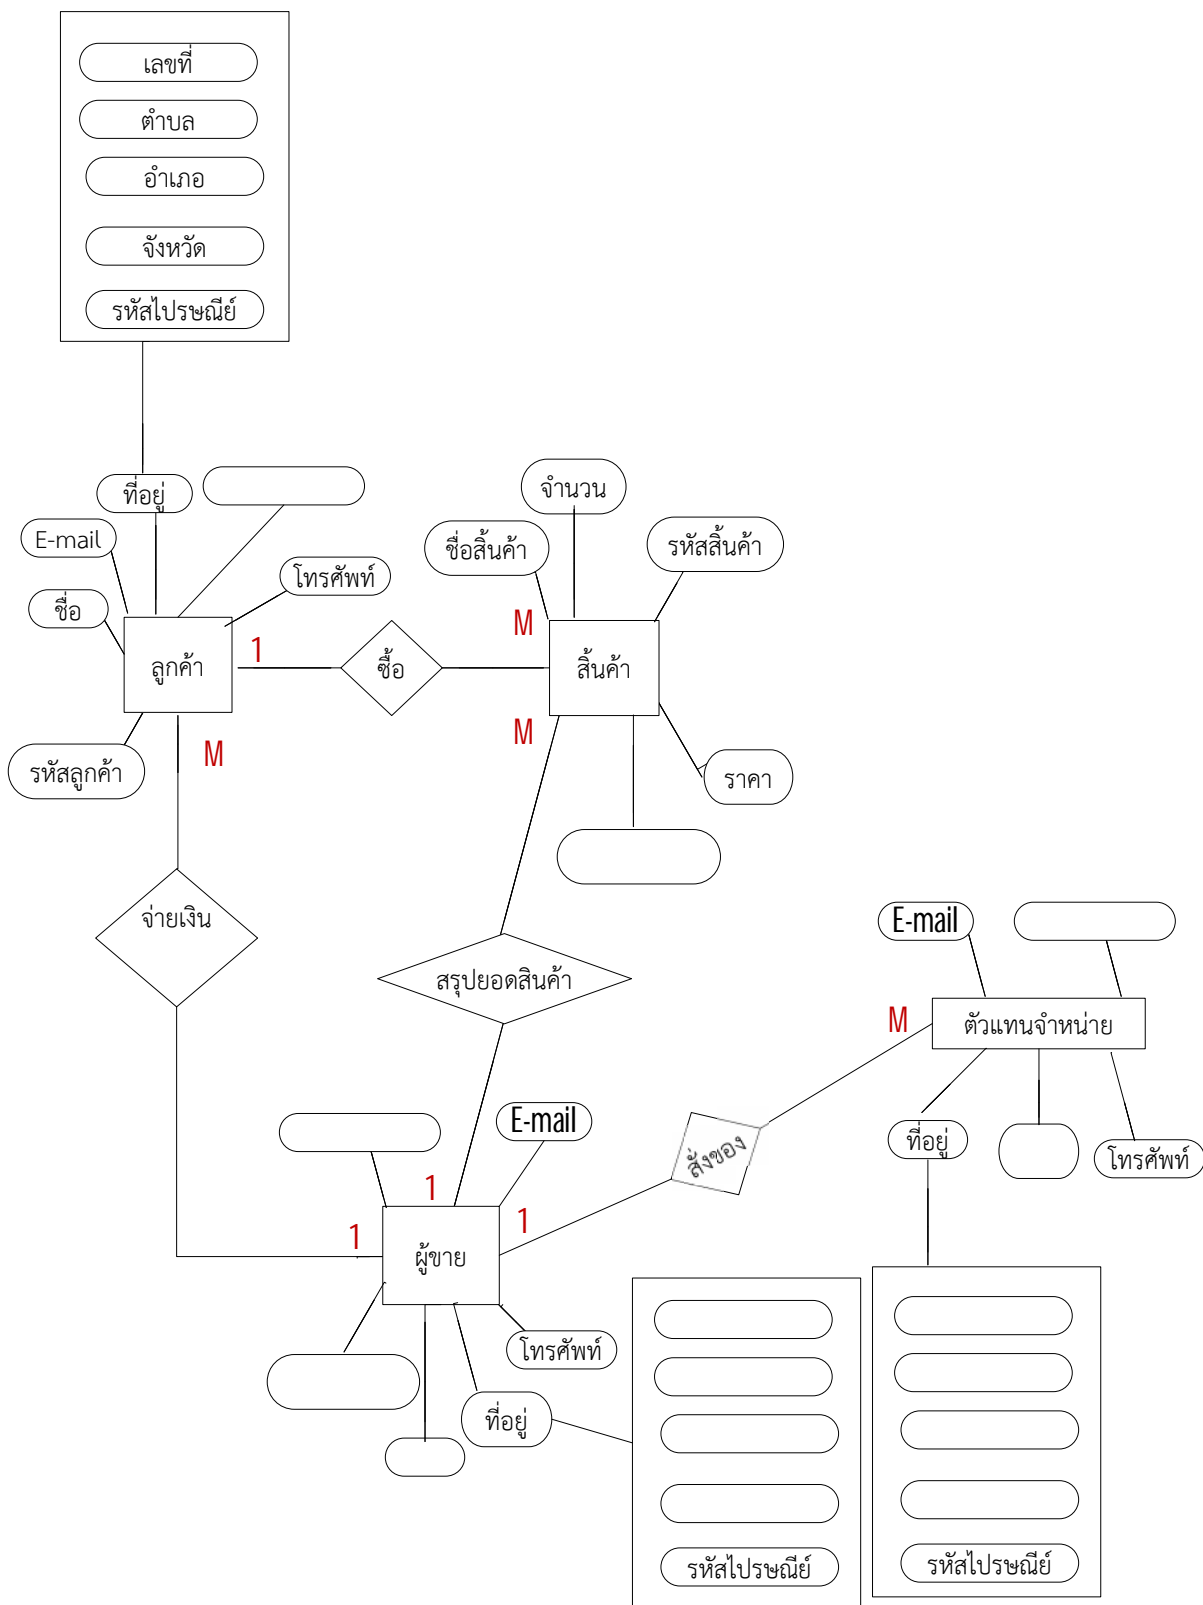 เลขที่
ตำบล
อำเภอ
จังหวัด
รหัสไปรษณีย์
ที่อยู่
จำนวน
E-mail
ชื่อสิ้นค้า
รหัสสิ้นค้า
โทรศัพท์
ชื่อ
M
1
ลูกค้า
ซื้อ
สิ้นค้า
M
M
รหัสลูกค้า
ราคา
จ่ายเงิน
E-mail
สรุปยอดสินค้า
M
ตัวแทนจำหน่าย
E-mail
สั่งของ
ที่อยู่
โทรศัพท์
1
1
1
ผู้ขาย
โทรศัพท์
ที่อยู่
รหัสไปรษณีย์
รหัสไปรษณีย์